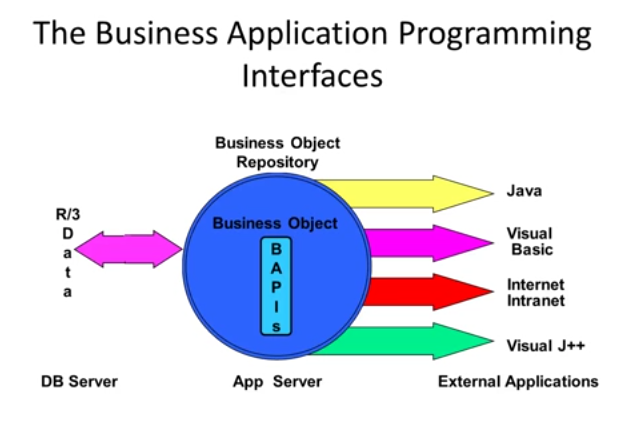 The Business Application Programming
Interfaces
Business Object
Repository
R/3
D
a
t
a
Business Object
B
A
P
I
s
Java
Visual
Basic
Internet
Intranet
Visual J++
DB Server
App Server
External Applications